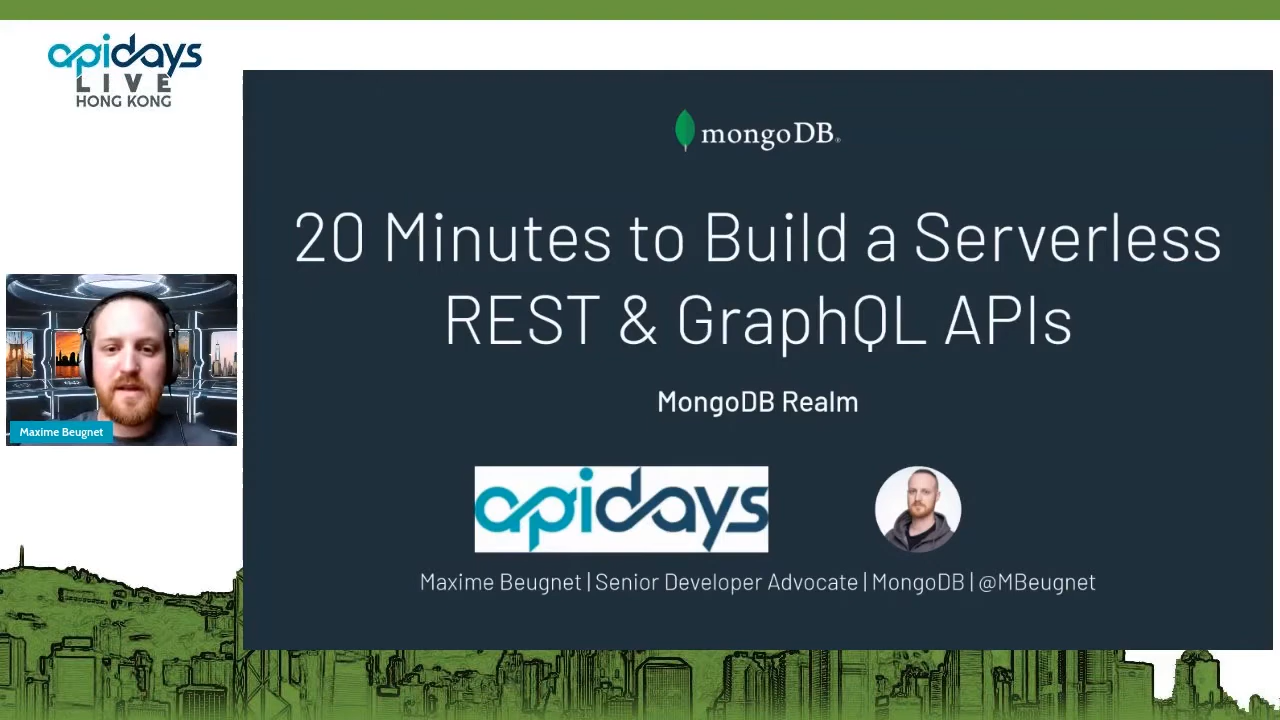 apidays
LIVE
HONG KONG
mongoDB®
20 Minutes to Build a Serverless
REST & GraphQL APIs
MongoDB Realm
apidays
Maxime Beugnet | Senior Developer Advocate | MongoDB | @MBeugnet
Maxime Beugnet